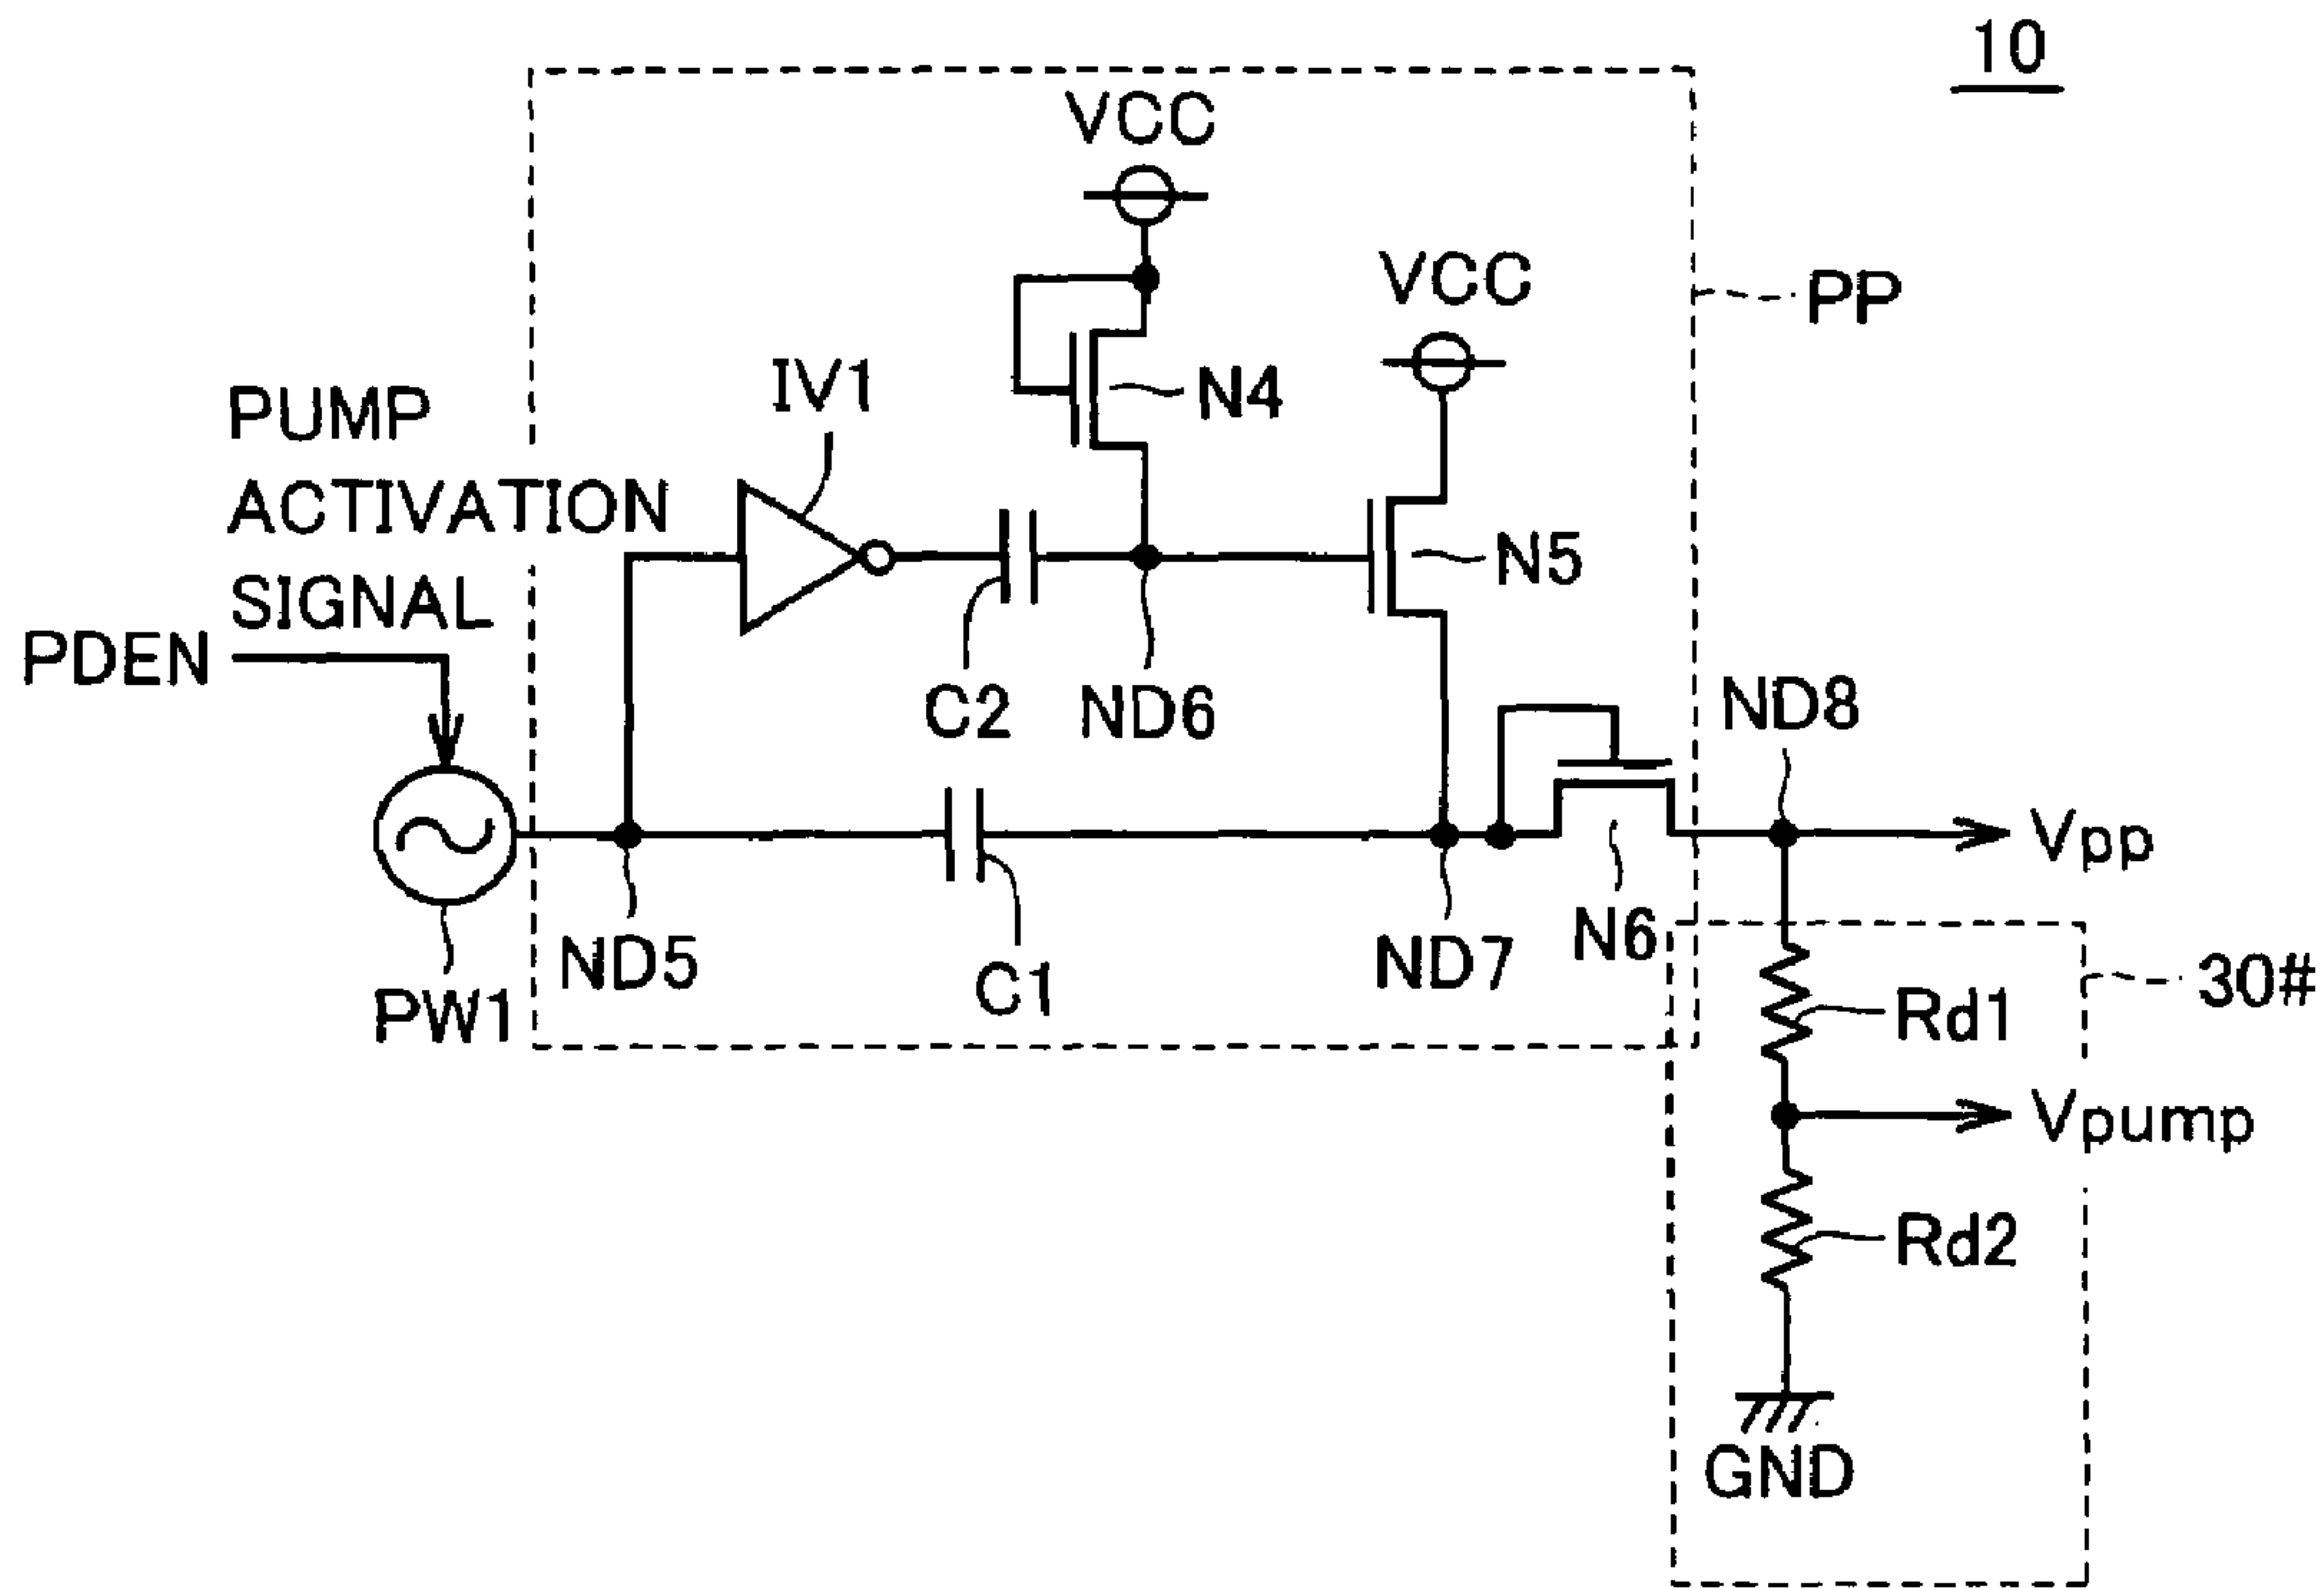 10
VCC
VCC
PP
IV1
N4
PUMP
ACTIVATION
SIGNAL
N5
PDEN
C2
ND6
ND8
Vpp
ND5
C1
ND7
N6
PW1
30#
Rd1
Vpump
Rd2
GND